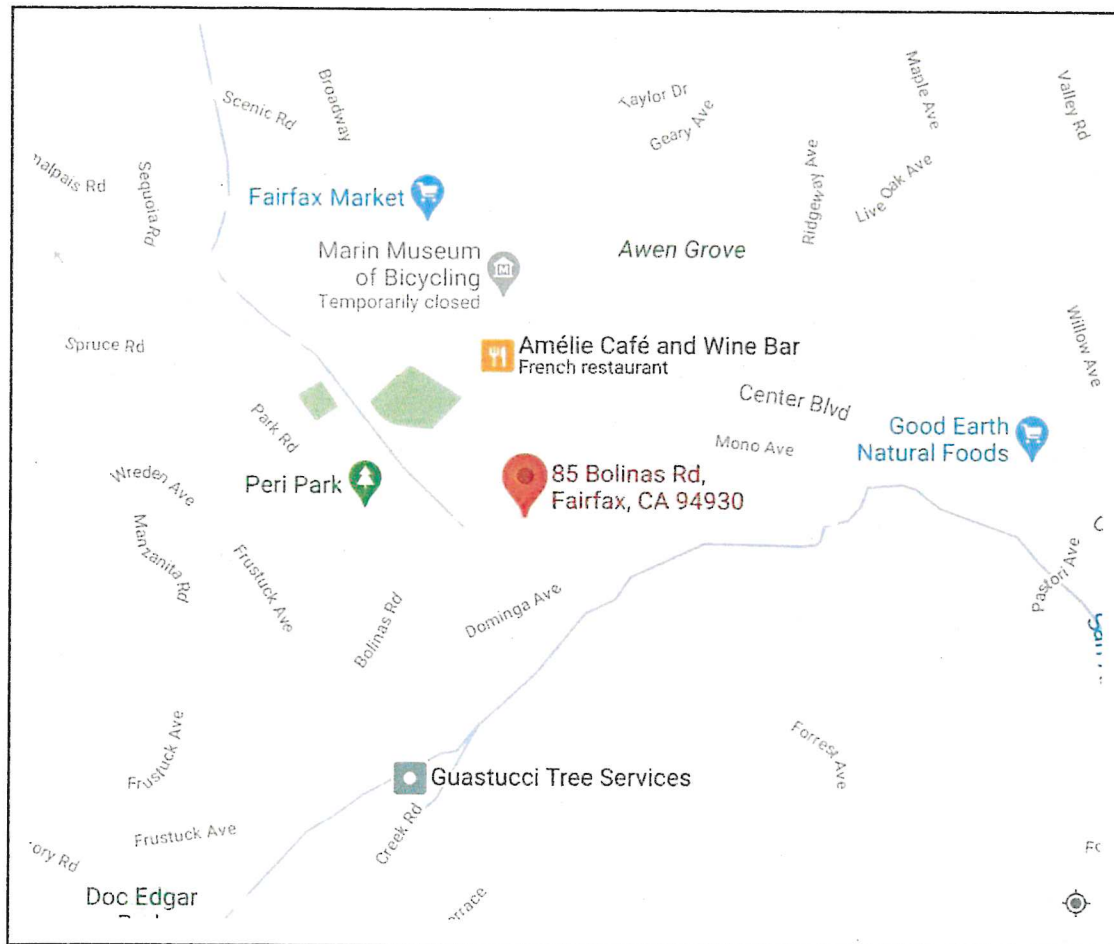 Broadway
Scenic Rd
Taylor Dr
Geary Ave
Maple Ave
Valley Rd
Sequoia Rd
Fairfax Market
Ridgeway Ave
Live Oak Ave
Marin Museum
of Bicycling
Temporarily closed
Awen Grove
Spruce Rd
Amélie Café and Wine Bar
French restaurant
Willow Ave
Center Blvd
Park Rd
Mono Ave
Good Earth
Natural Foods
Wreden Ave
Peri Park
85 Bolinas Rd,
Fairfax, CA 94930
Manzanita Rd
Frustuck Ave
Bolinas Rd
Dominga Ave
Pastori Ave
Frustuck Ave
Forrest Ave
Guastucci Tree Services
Frustuck Ave
Creek Rd
Doc Edgar